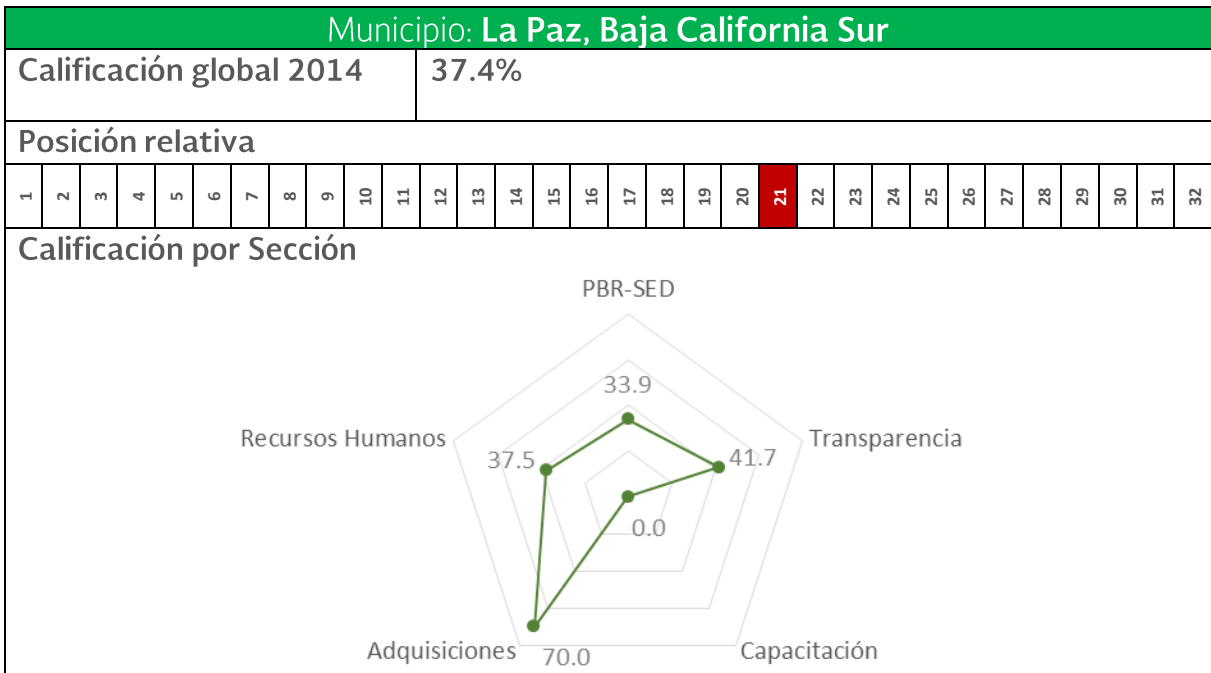 Municipio: La Paz, Baja California Sur
Calificación global 2014 37.4%
Posición relativa
1 2 3 4 5 6 7 8 9 10 11 12 13 14 15 16 17 18 19 20 21 22 23 24 25 26 27 28 29 30 31 32
Calificación por Sección
PBR-SED
33.9
Recursos Humanos
Transparencia
37.5
41.7
0.0
Adquisiciones
70.0
Capacitación